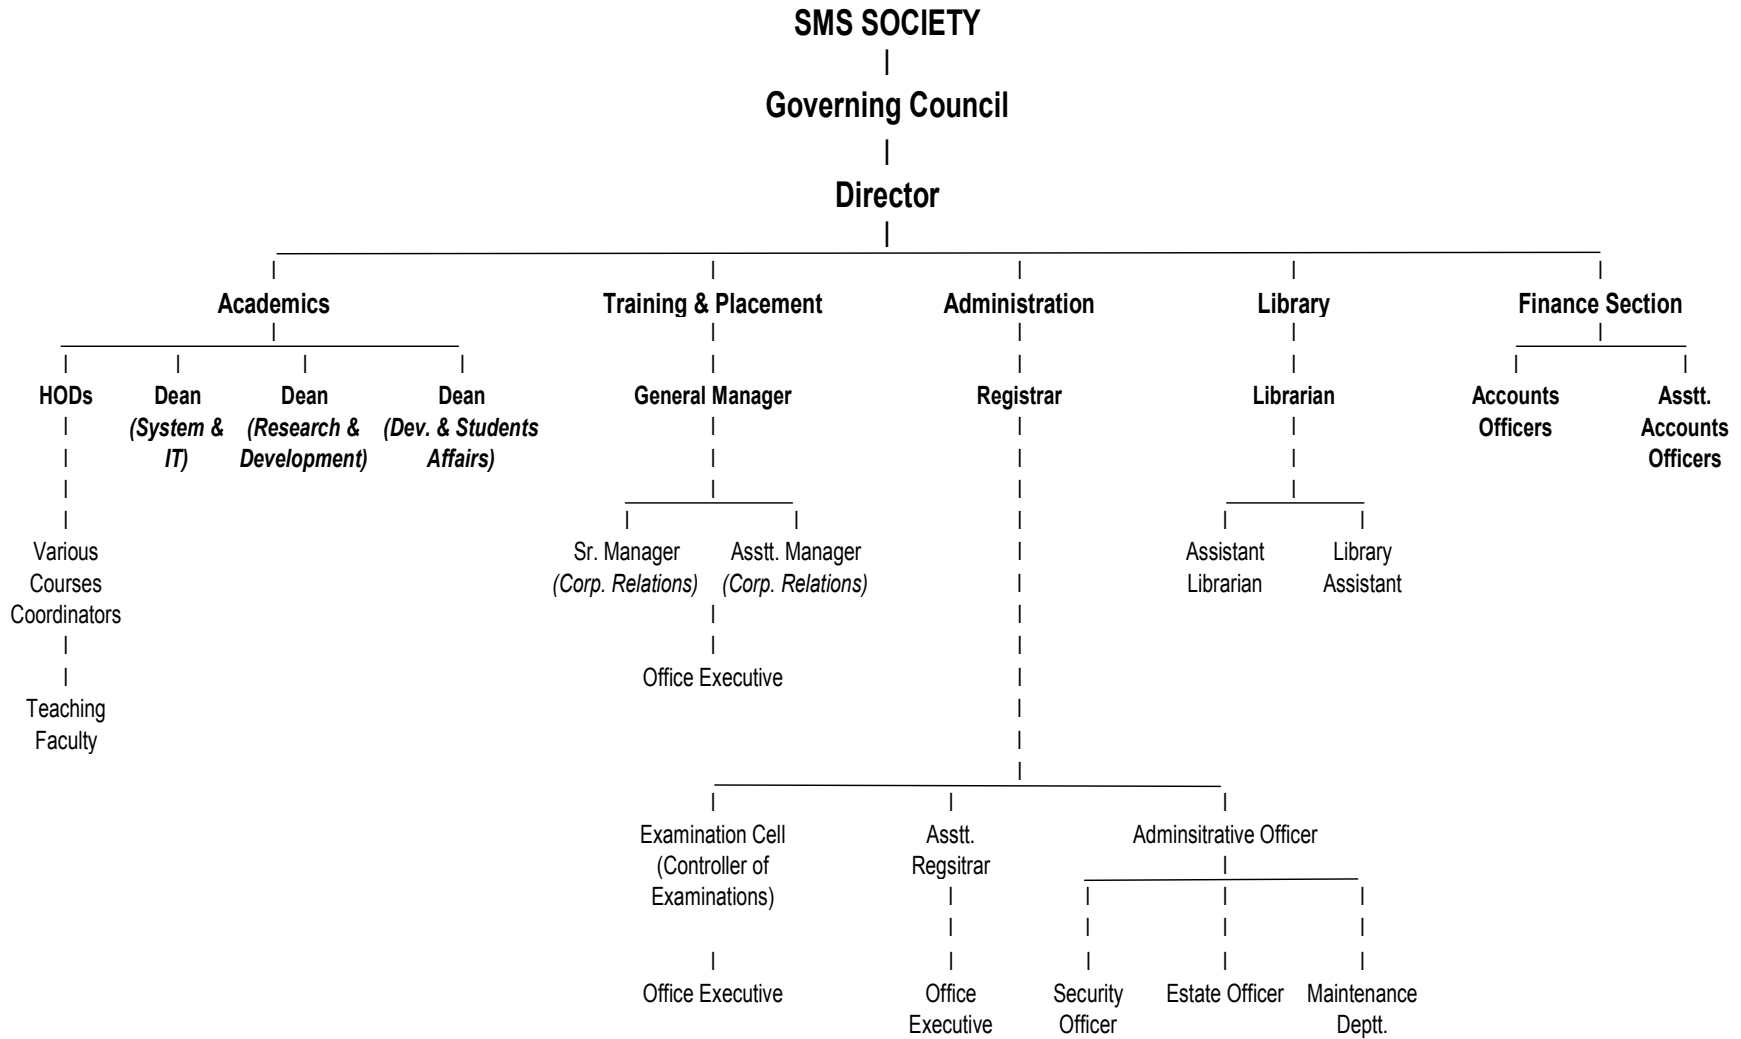 SMS SOCIETY
Governing Council
Director
Academics Training & Placement Administration Library Finance Section
HODs Dean Dean Dean General Manager Registrar Librarian Accounts Asstt.
(System & (Research & (Dev. & Students Officers Accounts
IT) Development) Affairs) Officers
Various Sr. Manager Asstt. Manager Assistant Library
Courses (Corp. Relations) (Corp. Relations) Librarian Assistant
Coordinators
Office Executive
Teaching
Faculty
Examination Cell Asstt. Adminsitrative Officer
(Controller of Regsitrar
Examinations)
Office Executive Office Security Estate Officer Maintenance
Executive Officer Deptt.